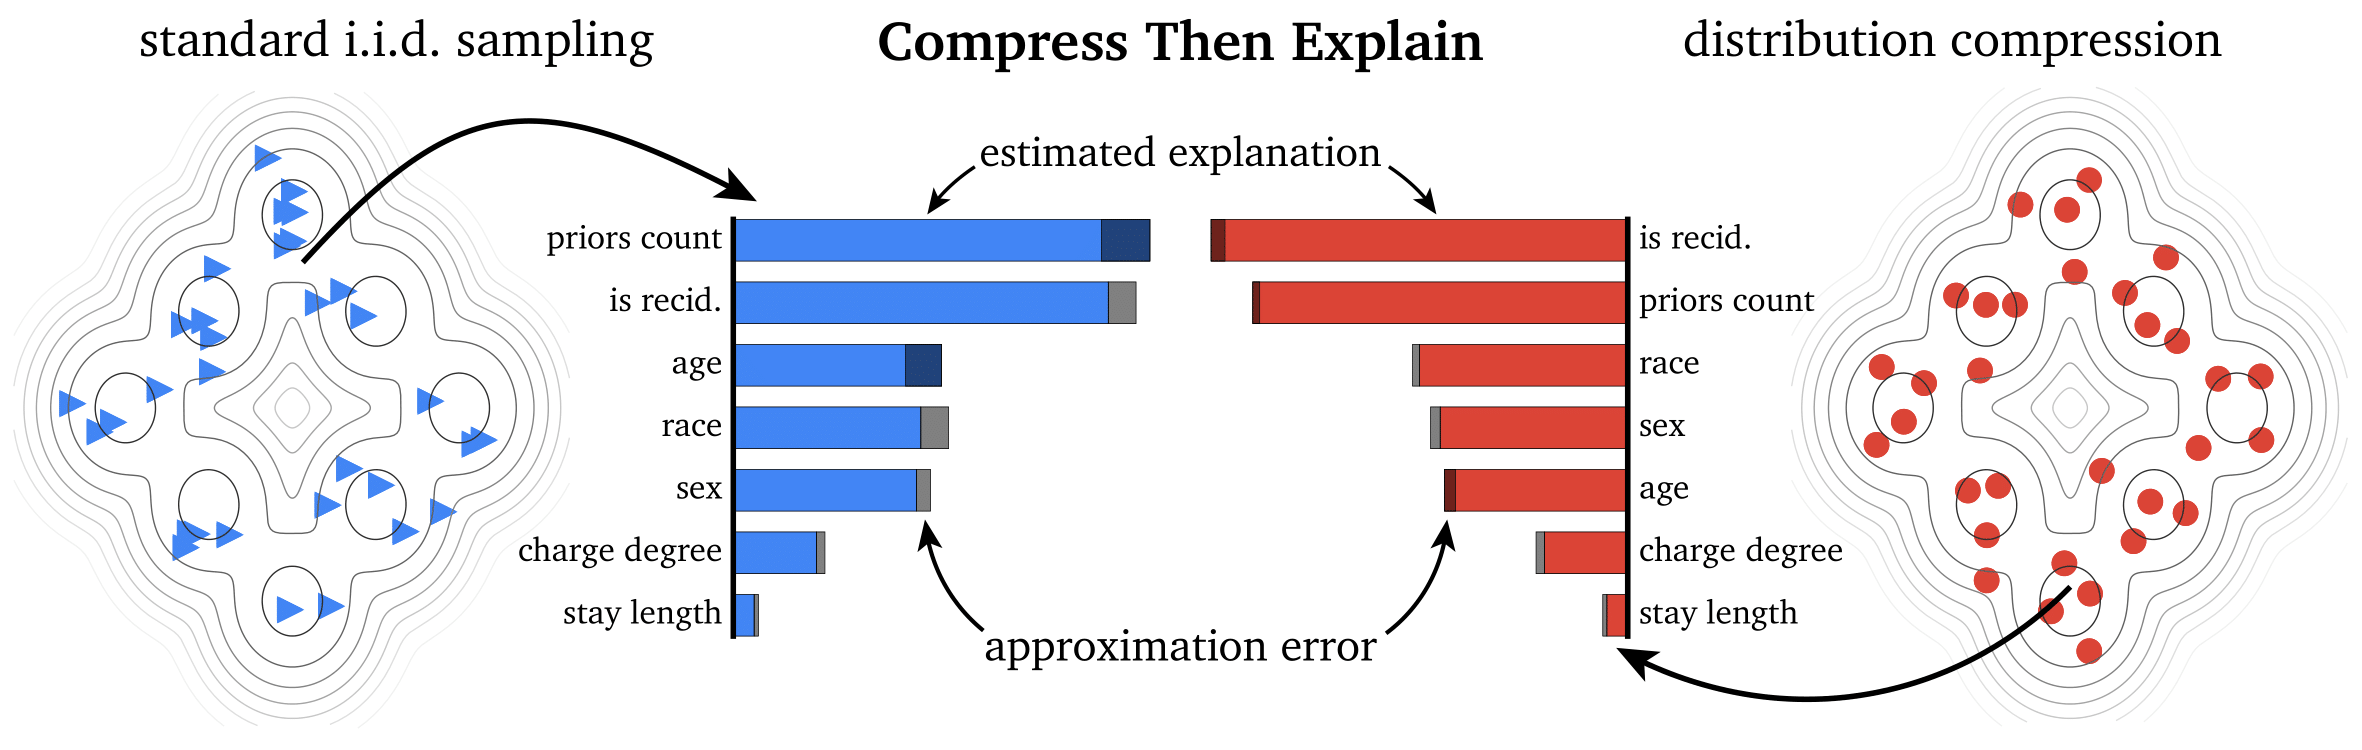 standard i.i.d. sampling
Compress Then Explain
distribution compression
estimated explanation
priors count
is recid.
age
race
sex
charge degree
stay length
is recid.
priors count
race
sex
age
charge degree
stay length
approximation error